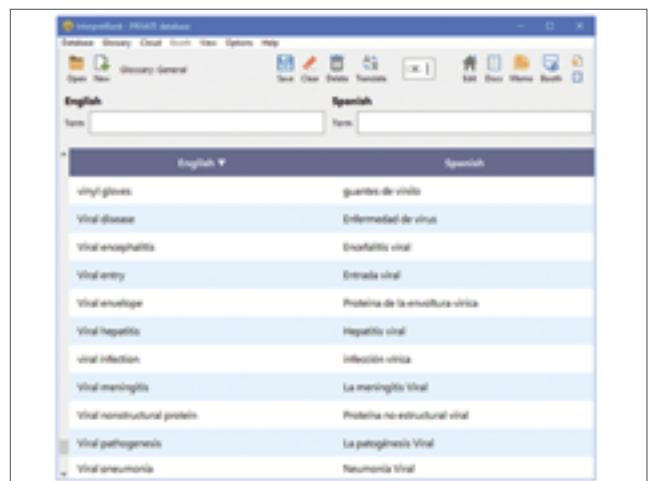 InterpretBank - PRIVATE database
Database Glossary Cloud Booth View Options Help
Open New Glossary: General Save Clear Delete Translate Edit Docs Memo Booth
English Spanish
Term Term
English ▼ Spanish
vinyl gloves guantes de vinilo
Viral disease Enfermedad de virus
Viral encephalitis Encefalitis viral
Viral entry Entrada viral
Viral envelope Proteina de la envoltura vírica
Viral hepatitis Hepatitis viral
viral infection infección vírica
Viral meningitis La meningitis Viral
Viral nonstructural protein Proteina no estructural viral
Viral pathogenesis La patogénesis Viral
Viral pneumonia Neumonía Viral